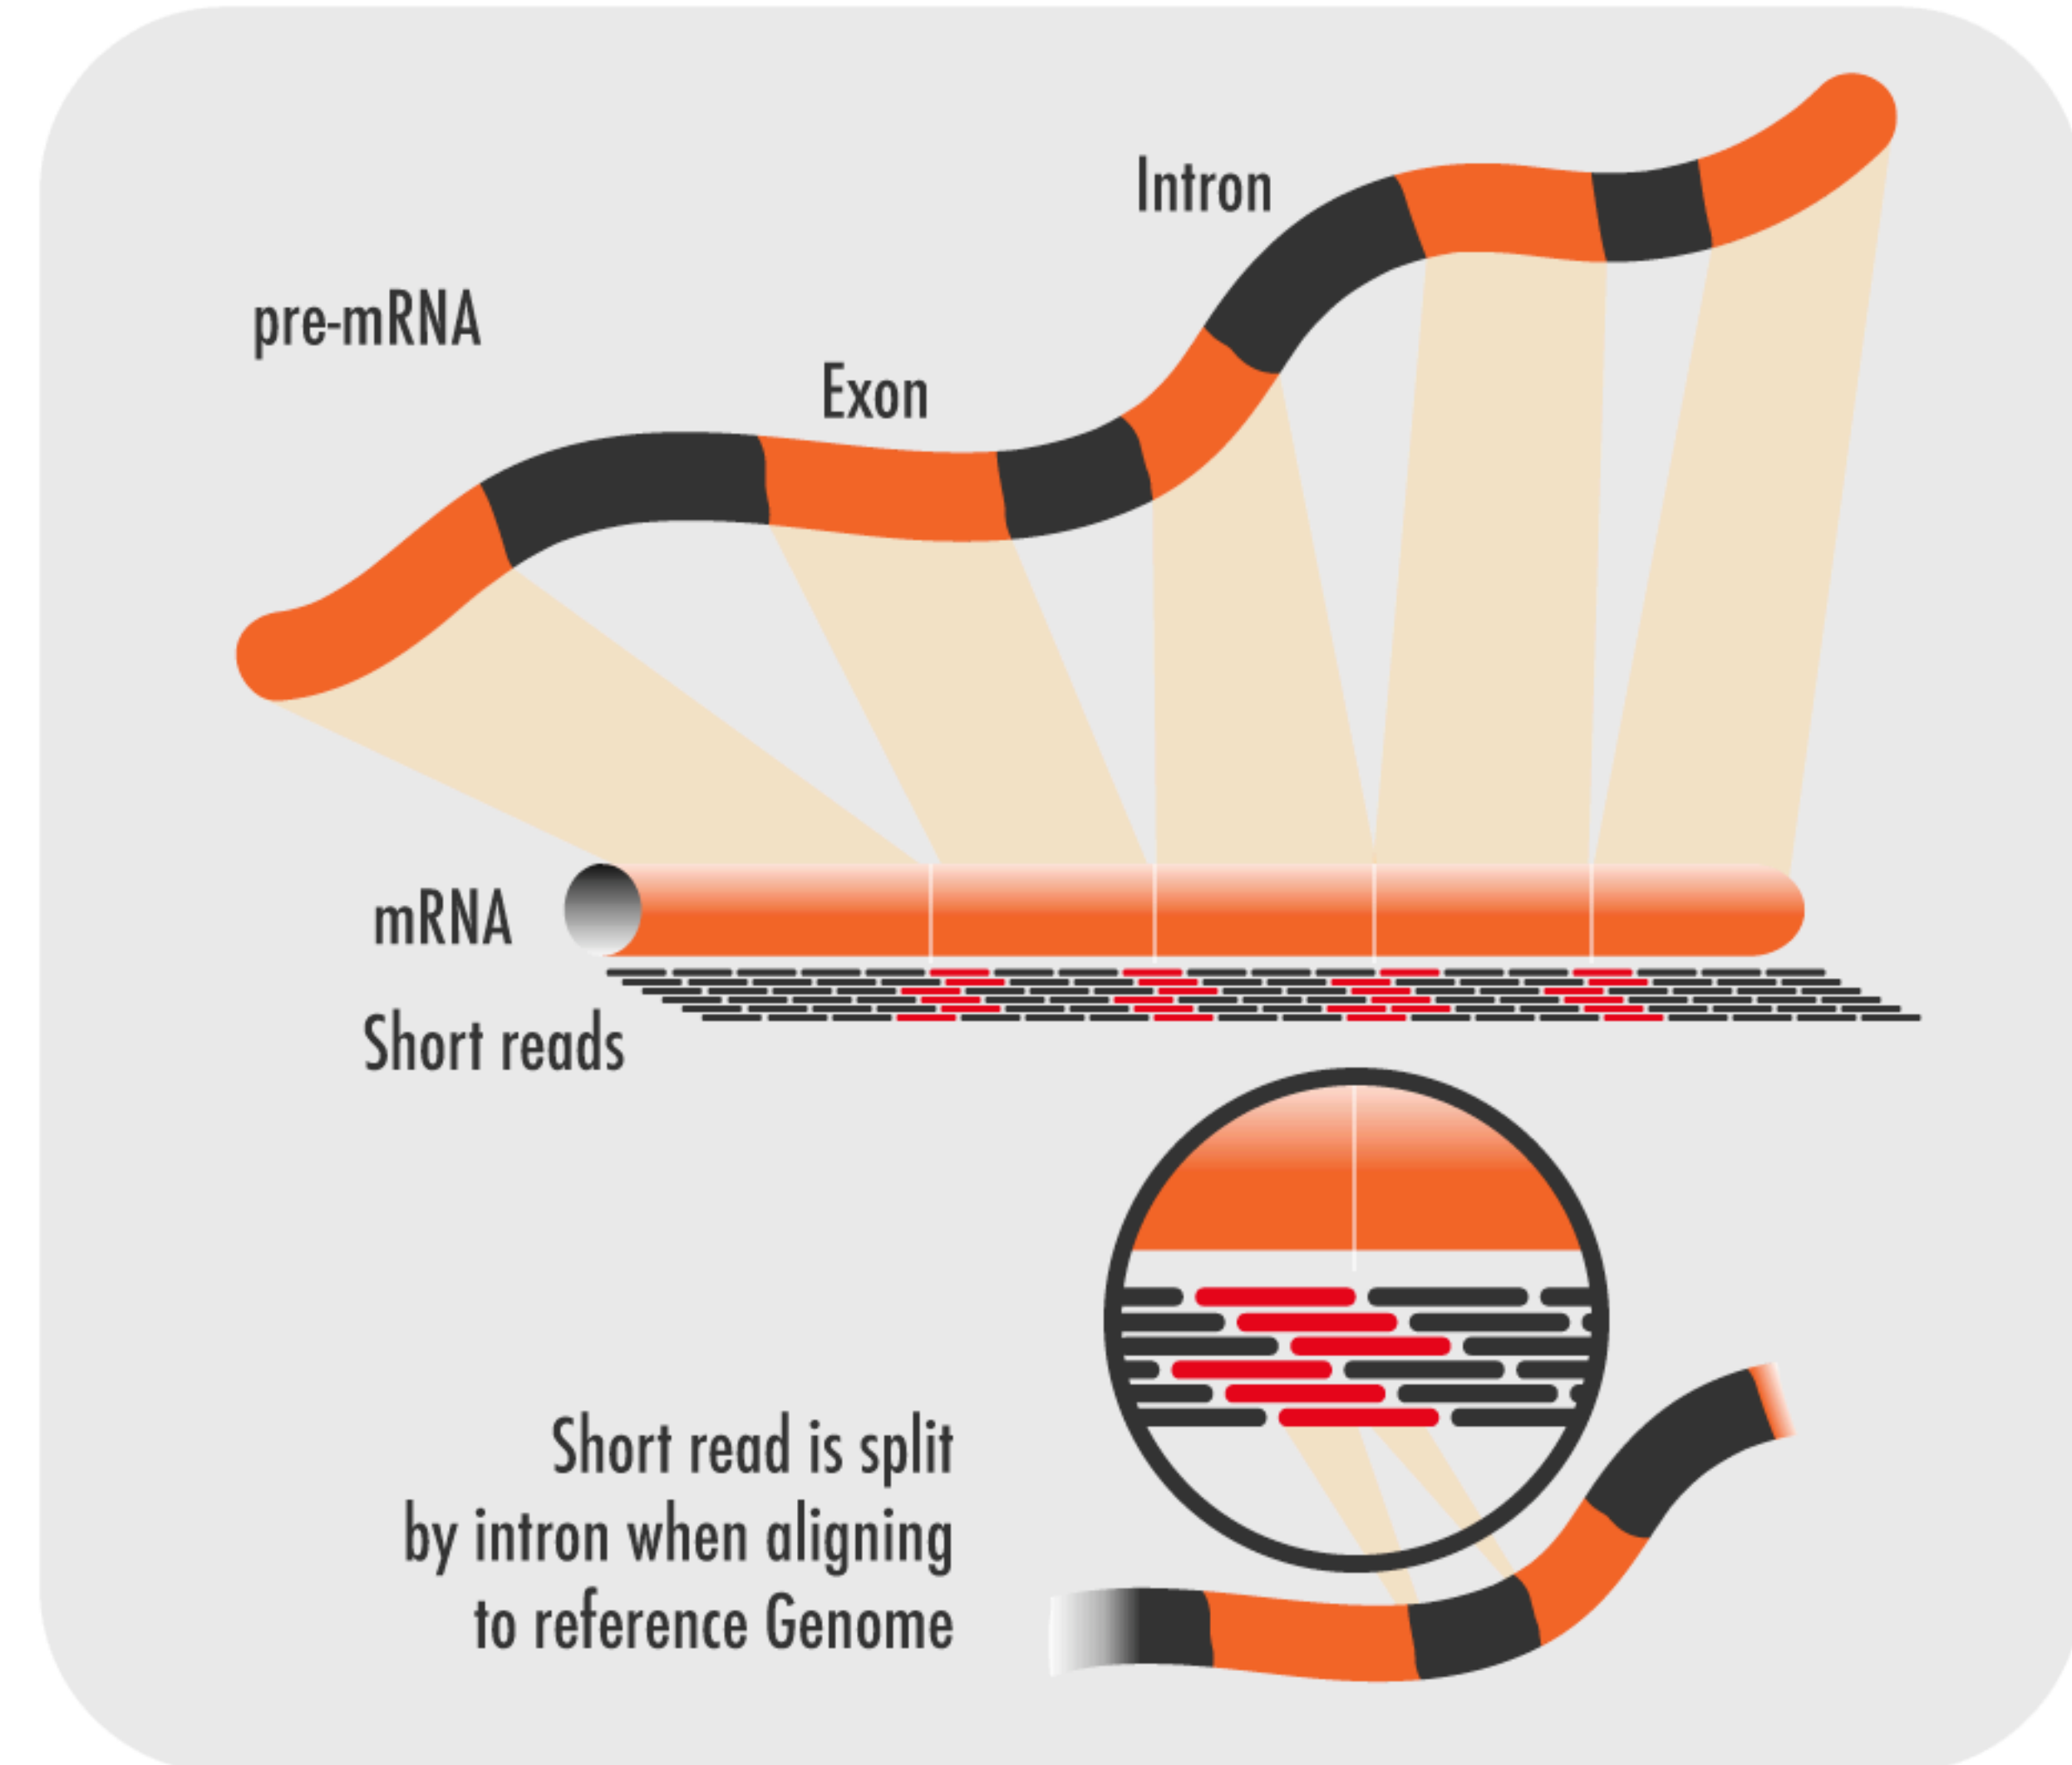 Intron
pre-mRNA
Exon
mRNA
Short reads
Short read is split
by intron when aligning
to reference Genome